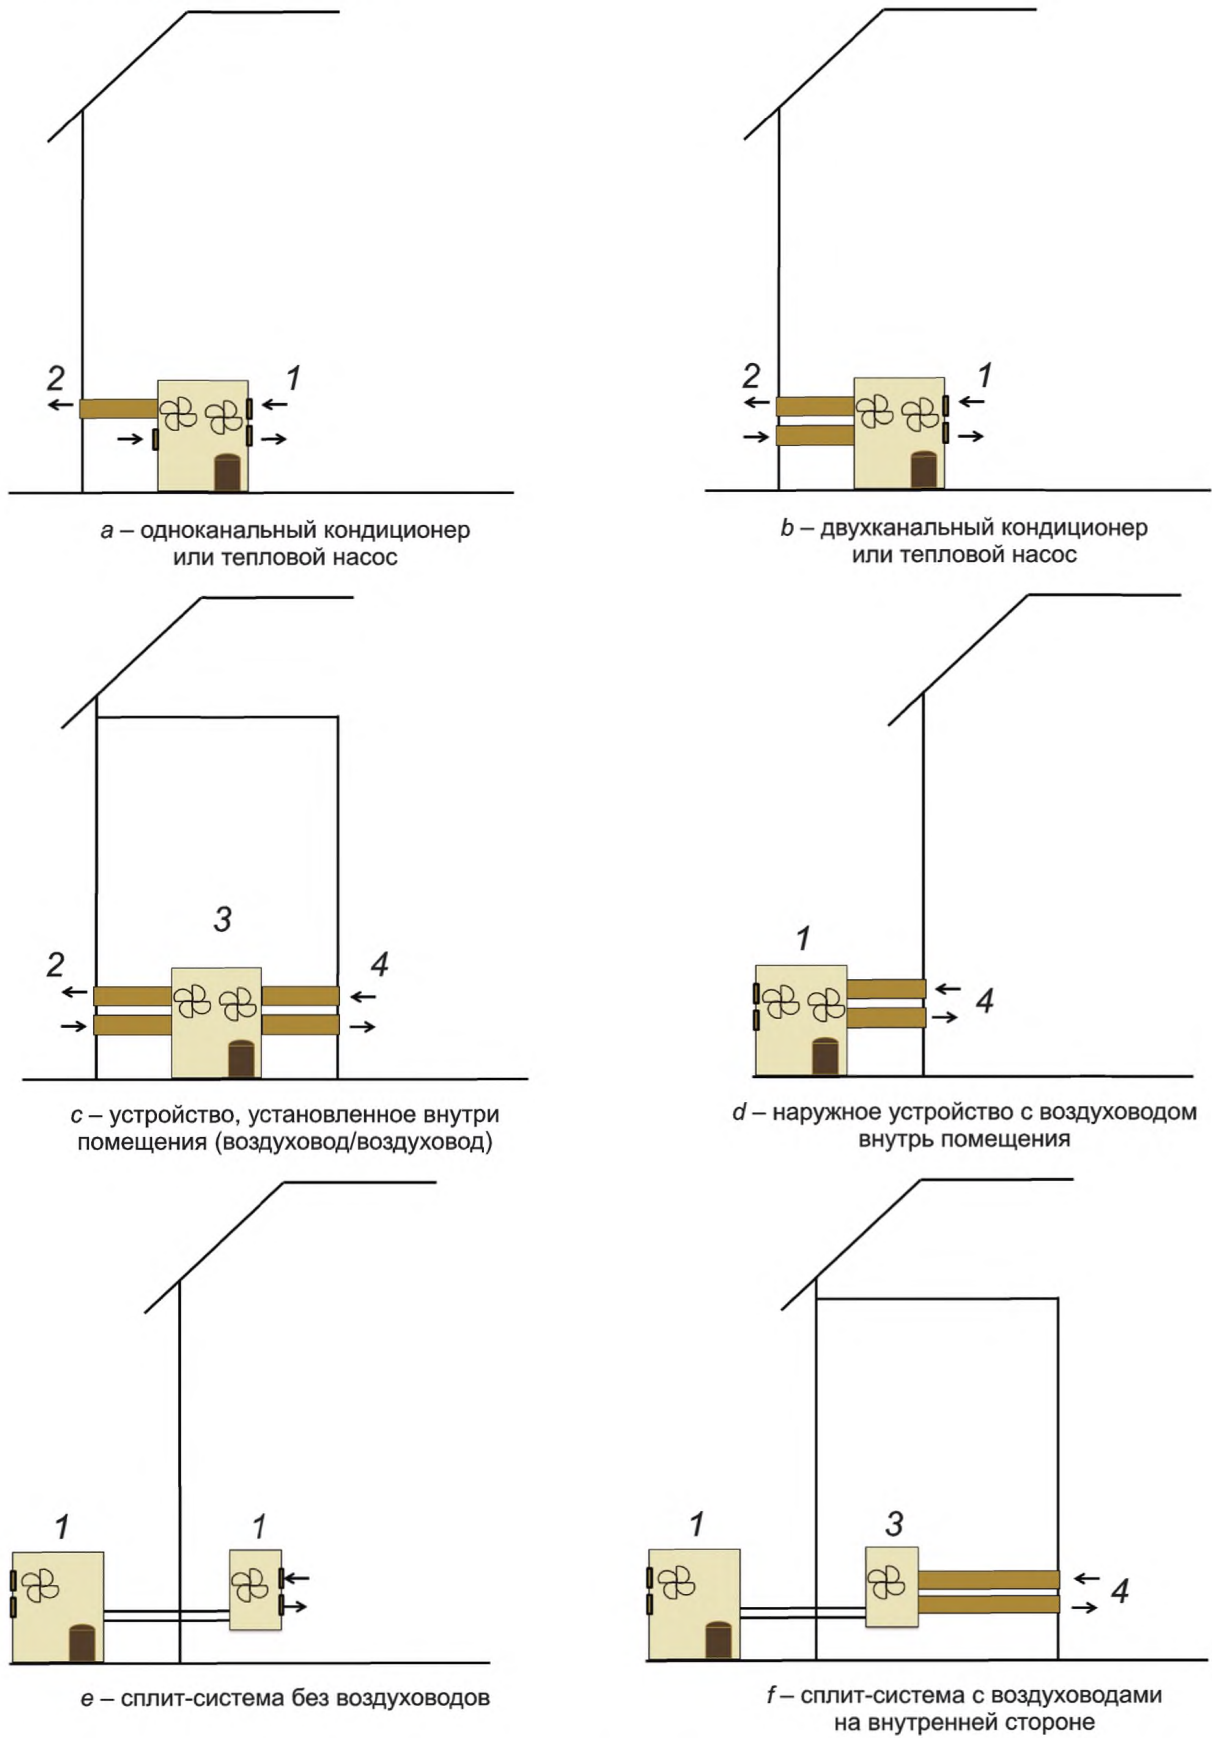 2
1
a – одноканальный кондиционер
или тепловой насос
2
1
b – двухканальный кондиционер
или тепловой насос
3
2
4
c – устройство, установленное внутри
помещения (воздуховод/воздуховод)
1
4
d – наружное устройство с воздуховодом
внутрь помещения
1
1
e – сплит-система без воздуховодов
1
3
4
f – сплит-система с воздуховодами
на внутренней стороне